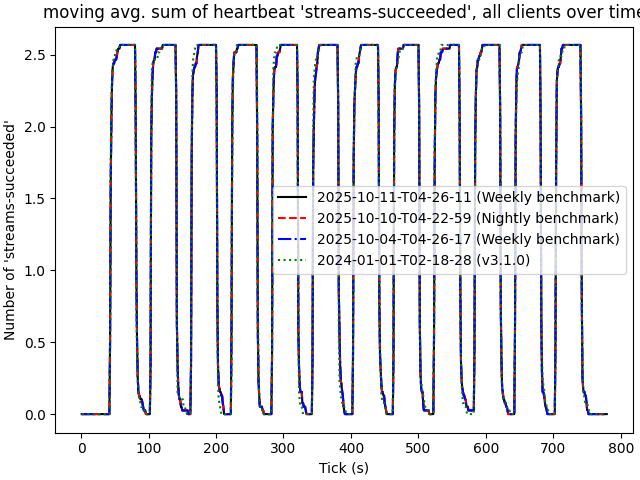 moving avg. sum of heartbeat 'streams-succeeded', all clients over time
Number of 'streams-succeeded'
2.5
2.0
1.5
1.0
0.5
0.0
2025-10-11-T04-26-11 (Weekly benchmark)
2025-10-10-T04-22-59 (Nightly benchmark)
2025-10-04-T04-26-17 (Weekly benchmark)
2024-01-01-T02-18-28 (v3.1.0)
0 100 200 300 400 500 600 700 800
Tick (s)